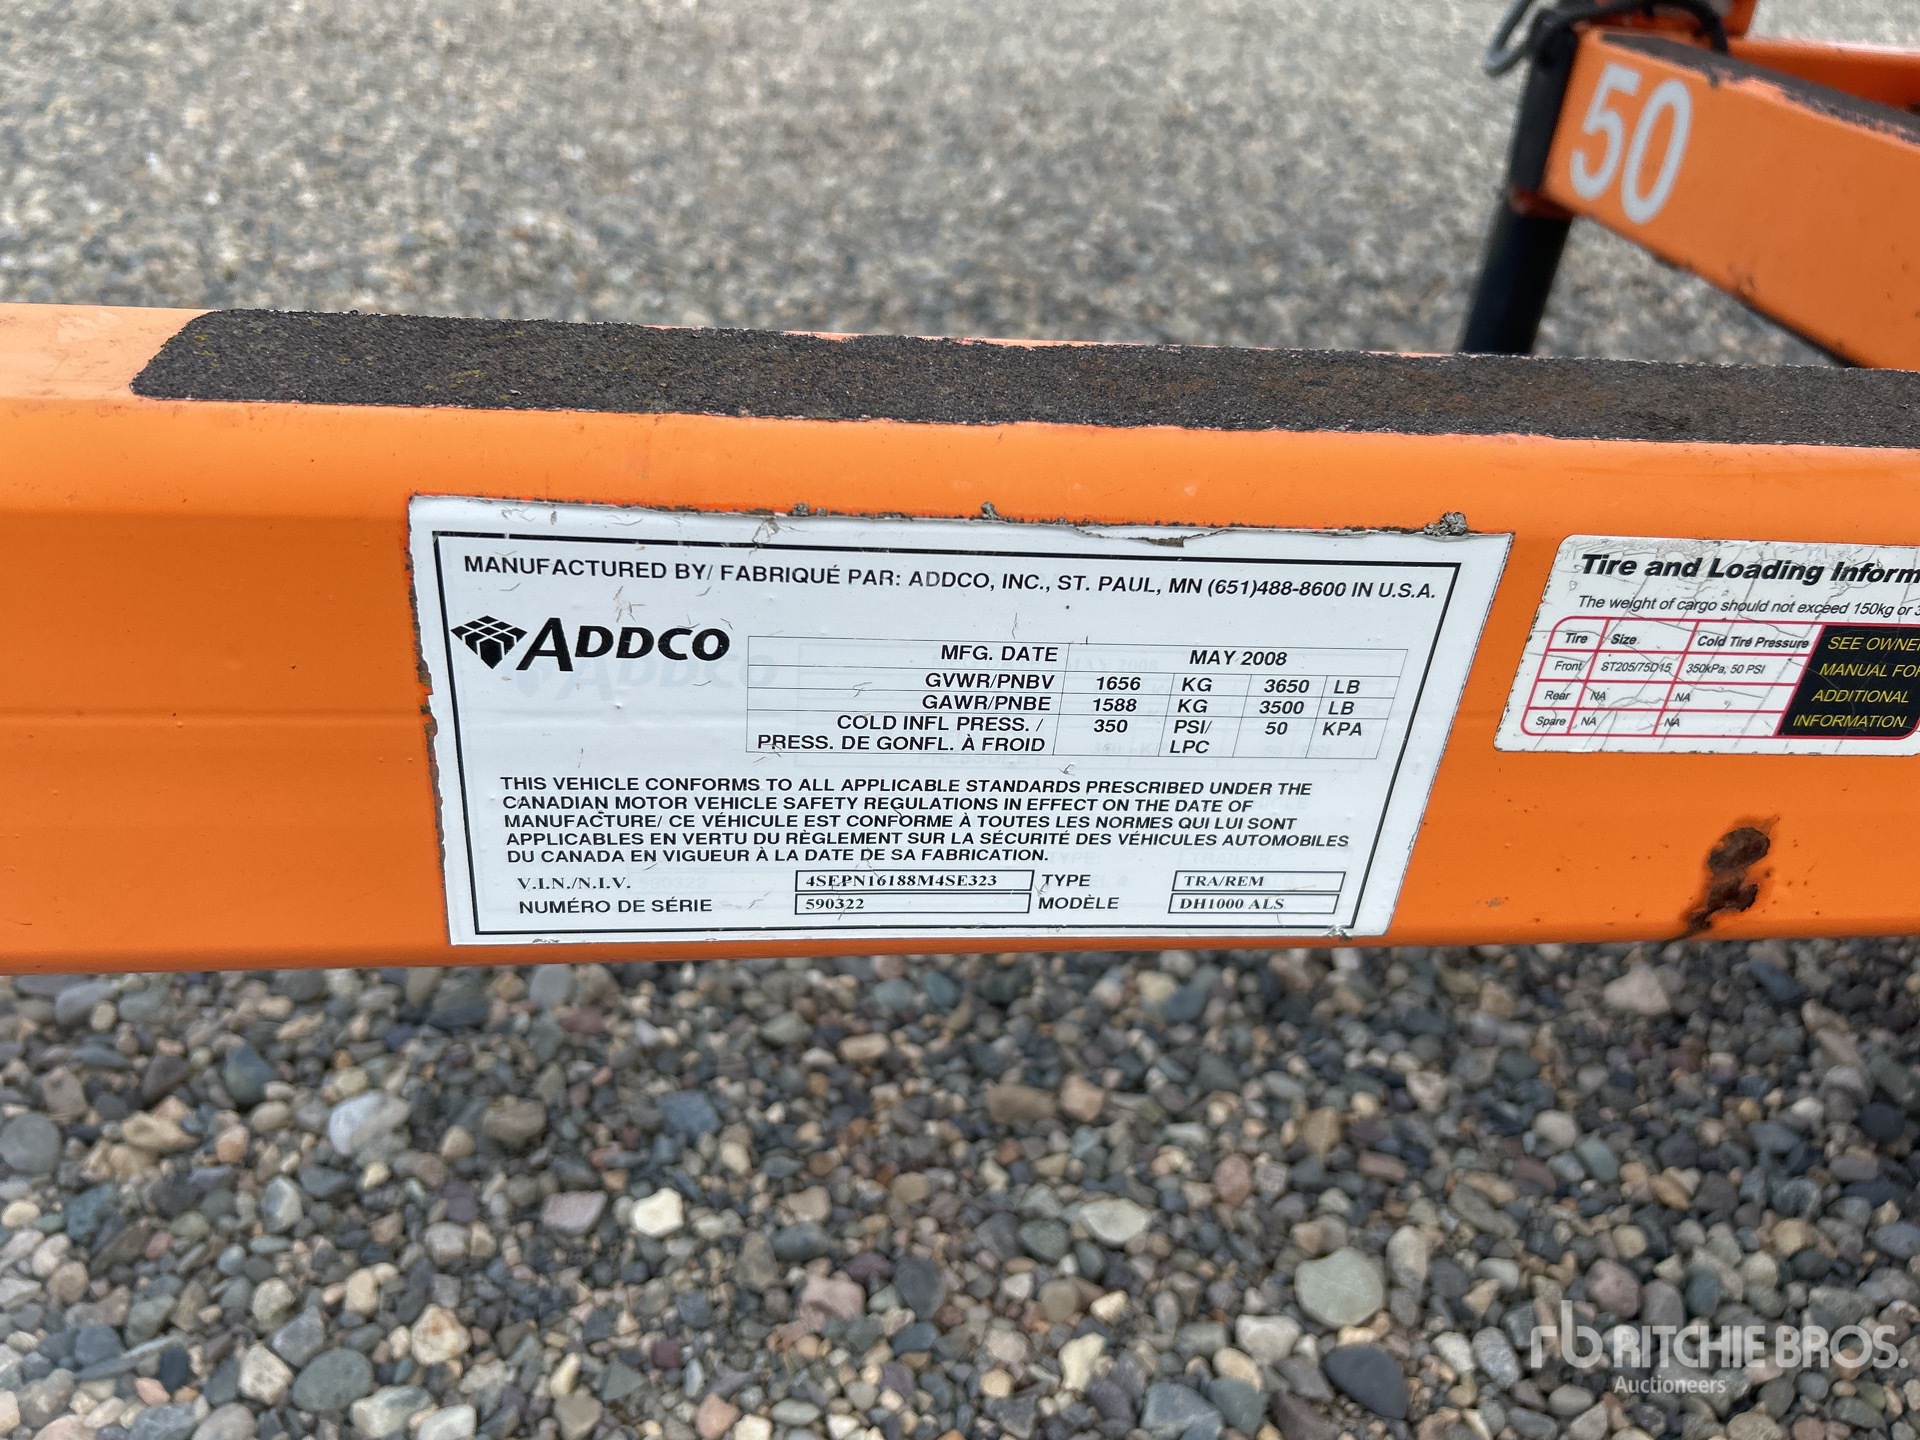 50
MANUFACTURED BY/ FABRIQUÉ PAR: ADDCO, INC., ST. PAUL, MN (651)488-8600 IN U.S.A.
ADDCO
MFG. DATE MAY 2008
GVWR/PNBV 1656 KG 3650 LB
GAWR/PNBE 1588 KG 3500 LB
COLD INFL PRESS. / PRESS. DE GONFL. À FROID 350 PSI/ LPC 50 KPA
THIS VEHICLE CONFORMS TO ALL APPLICABLE STANDARDS PRESCRIBED UNDER THE
CANADIAN MOTOR VEHICLE SAFETY REGULATIONS IN EFFECT ON THE DATE OF
MANUFACTURE/ CE VÉHICULE EST CONFORME À TOUTES LES NORMES QUI LUI SONT
APPLICABLES EN VERTU DU RÈGLEMENT SUR LA SÉCURITÉ DES VÉHICULES AUTOMOBILES
DU CANADA EN VIGUEUR À LA DATE DE SA FABRICATION.
V.I.N./N.I.V. 4SEPN16188M4SE323 TYPE TRA/REM
NUMÉRO DE SÉRIE 590322 MODÈLE DH1000 ALS
Tire and Loading Inform
The weight of cargo should not exceed 150kg or
Tire Size Cold Tire Pressure
Front ST205/75D15 350kPa, 50 PSI
Rear NA NA
Spare NA NA
SEE OWNE
MANUAL FO
ADDITIONAL
INFORMATION
rb RITCHIE BROS.
Auctioneers